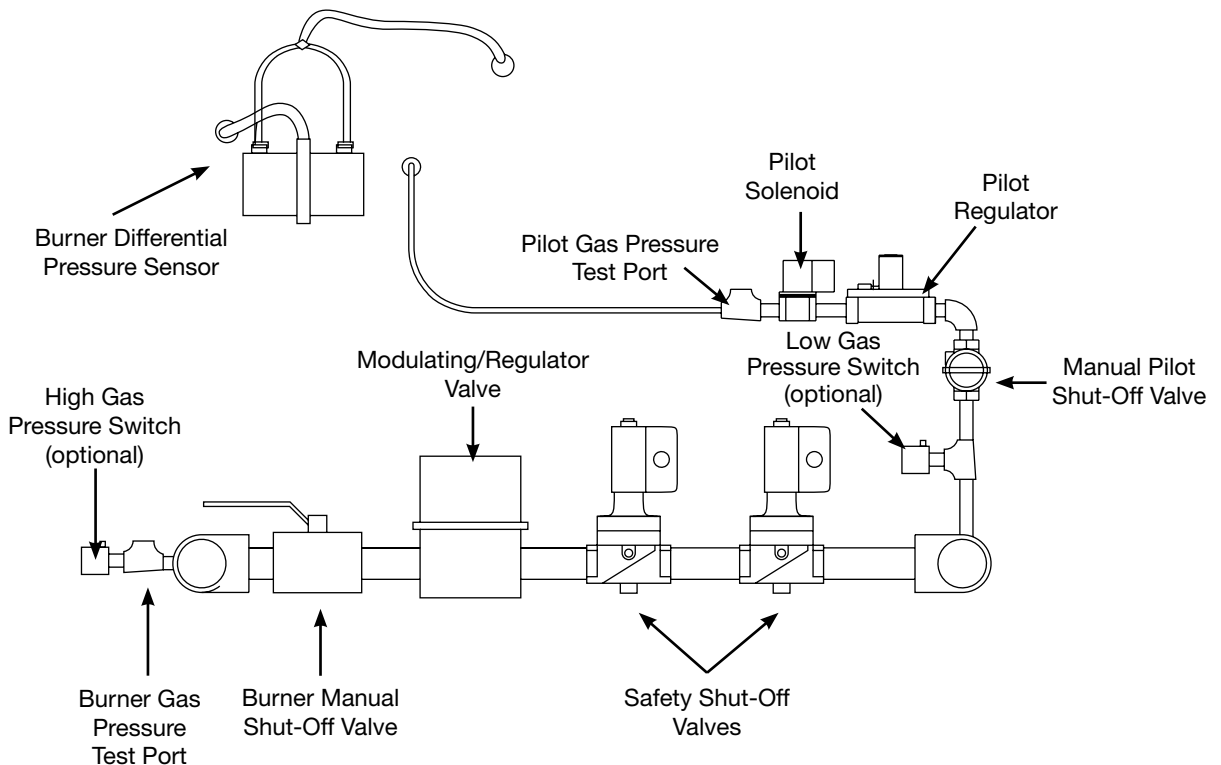 Pilot
Solenoid
Pilot
Regulator
Burner Differential
Pressure Sensor
Pilot Gas Pressure
Test Port
Low Gas
Pressure Switch
(optional)
Manual Pilot
Shut-Off Valve
Modulating/Regulator
Valve
High Gas
Pressure Switch
(optional)
Burner Gas
Pressure
Test Port
Burner Manual
Shut-Off Valve
Safety Shut-Off
Valves